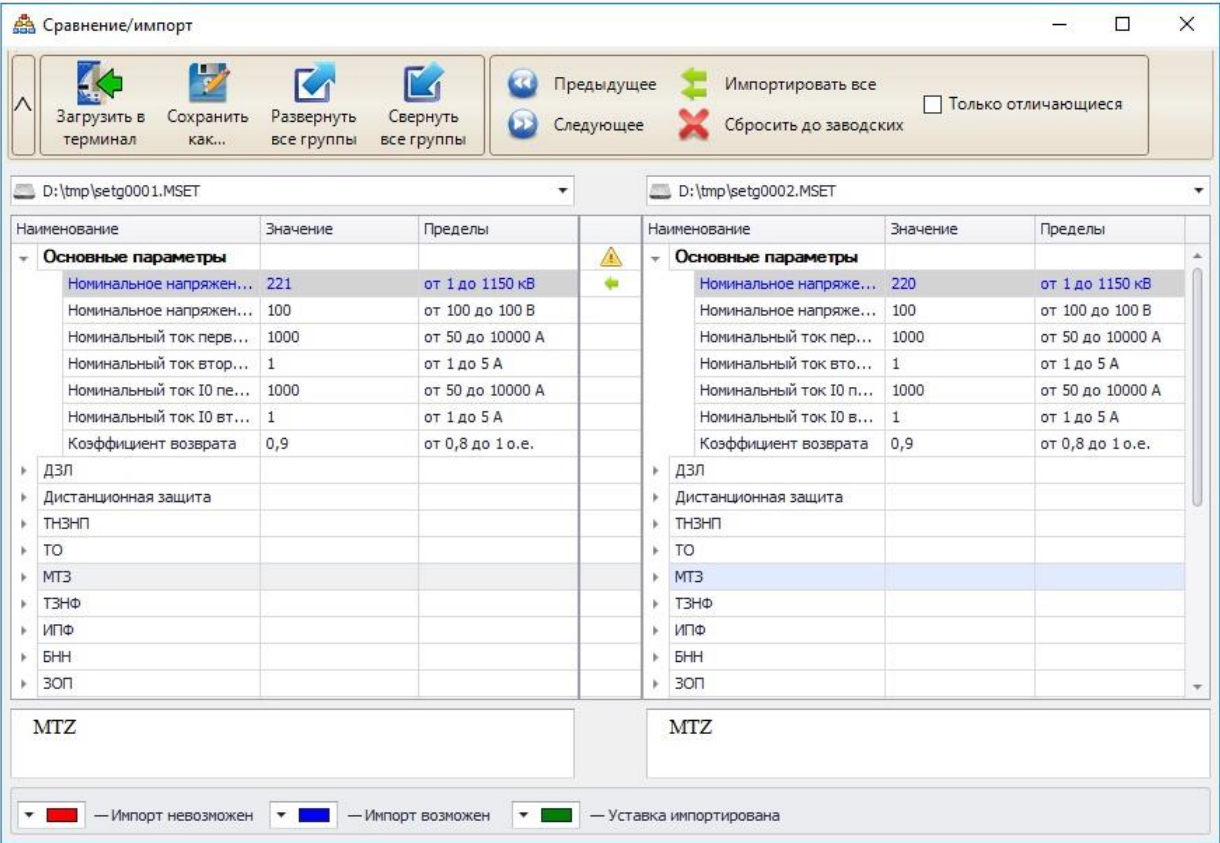 Сравнение/импорт
Загрузить в терминал
Сохранить как...
Развернуть все группы
Свернуть все группы
Предыдущее
Следующее
Импортировать все
Сбросить до заводских
Только отличающиеся
D:\tmp\setg0001.MSET D:\tmp\setg0002.MSET
Наименование Значение Пределы Наименование Значение Пределы
Основные параметры Основные параметры
Номинальное напряжен... 221 от 1 до 1150 кВ Номинальное напряже... 220 от 1 до 1150 кВ
Номинальное напряжен... 100 от 100 до 100 В Номинальное напряже... 100 от 100 до 100 В
Номинальный ток перв... 1000 от 50 до 10000 А Номинальный ток пер... 1000 от 50 до 10000 А
Номинальный ток втор... 1 от 1 до 5 А Номинальный ток вто... 1 от 1 до 5 А
Номинальный ток I0 пе... 1000 от 50 до 10000 А Номинальный ток I0 п... 1000 от 50 до 10000 А
Номинальный ток I0 вт... 1 от 1 до 5 А Номинальный ток I0 в... 1 от 1 до 5 А
Коэффициент возврата 0,9 от 0,8 до 1 о.е. Коэффициент возврата 0,9 от 0,8 до 1 о.е.
ДЗЛ ДЗЛ
Дистанционная защита Дистанционная защита
ТНЗНП ТНЗНП
ТО ТО
МТЗ МТЗ
ТЗНФ ТЗНФ
ИПФ ИПФ
БНН БНН
ЗОП ЗОП
MTZ MTZ
— Импорт невозможен — Импорт возможен — Уставка импортирована